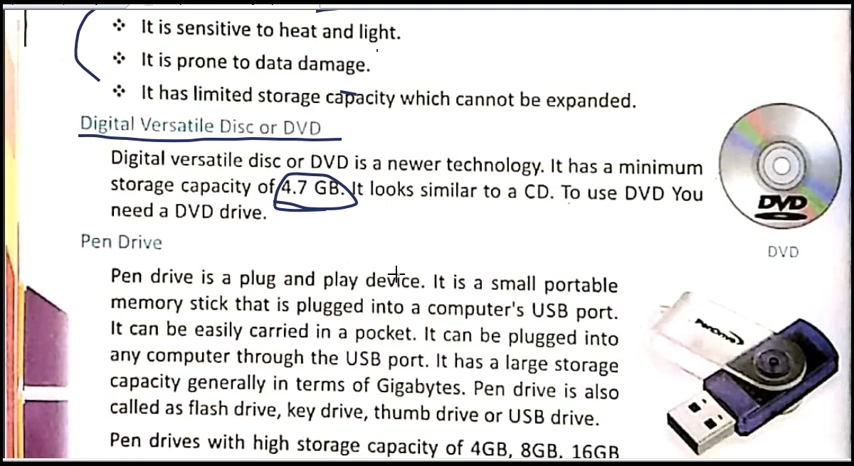 ❖ It is sensitive to heat and light.
❖ It is prone to data damage.
❖ It has limited storage capacity which cannot be expanded.
Digital Versatile Disc or DVD
Digital versatile disc or DVD is a newer technology. It has a minimum
storage capacity of 4.7 GB. It looks similar to a CD. To use DVD You
need a DVD drive.
DVD
DVD
Pen Drive
Pen drive is a plug and play device. It is a small portable
memory stick that is plugged into a computer's USB port.
It can be easily carried in a pocket. It can be plugged into
any computer through the USB port. It has a large storage
capacity generally in terms of Gigabytes. Pen drive is also
called as flash drive, key drive, thumb drive or USB drive.
Pen drives with high storage capacity of 4GB, 8GB, 16GB